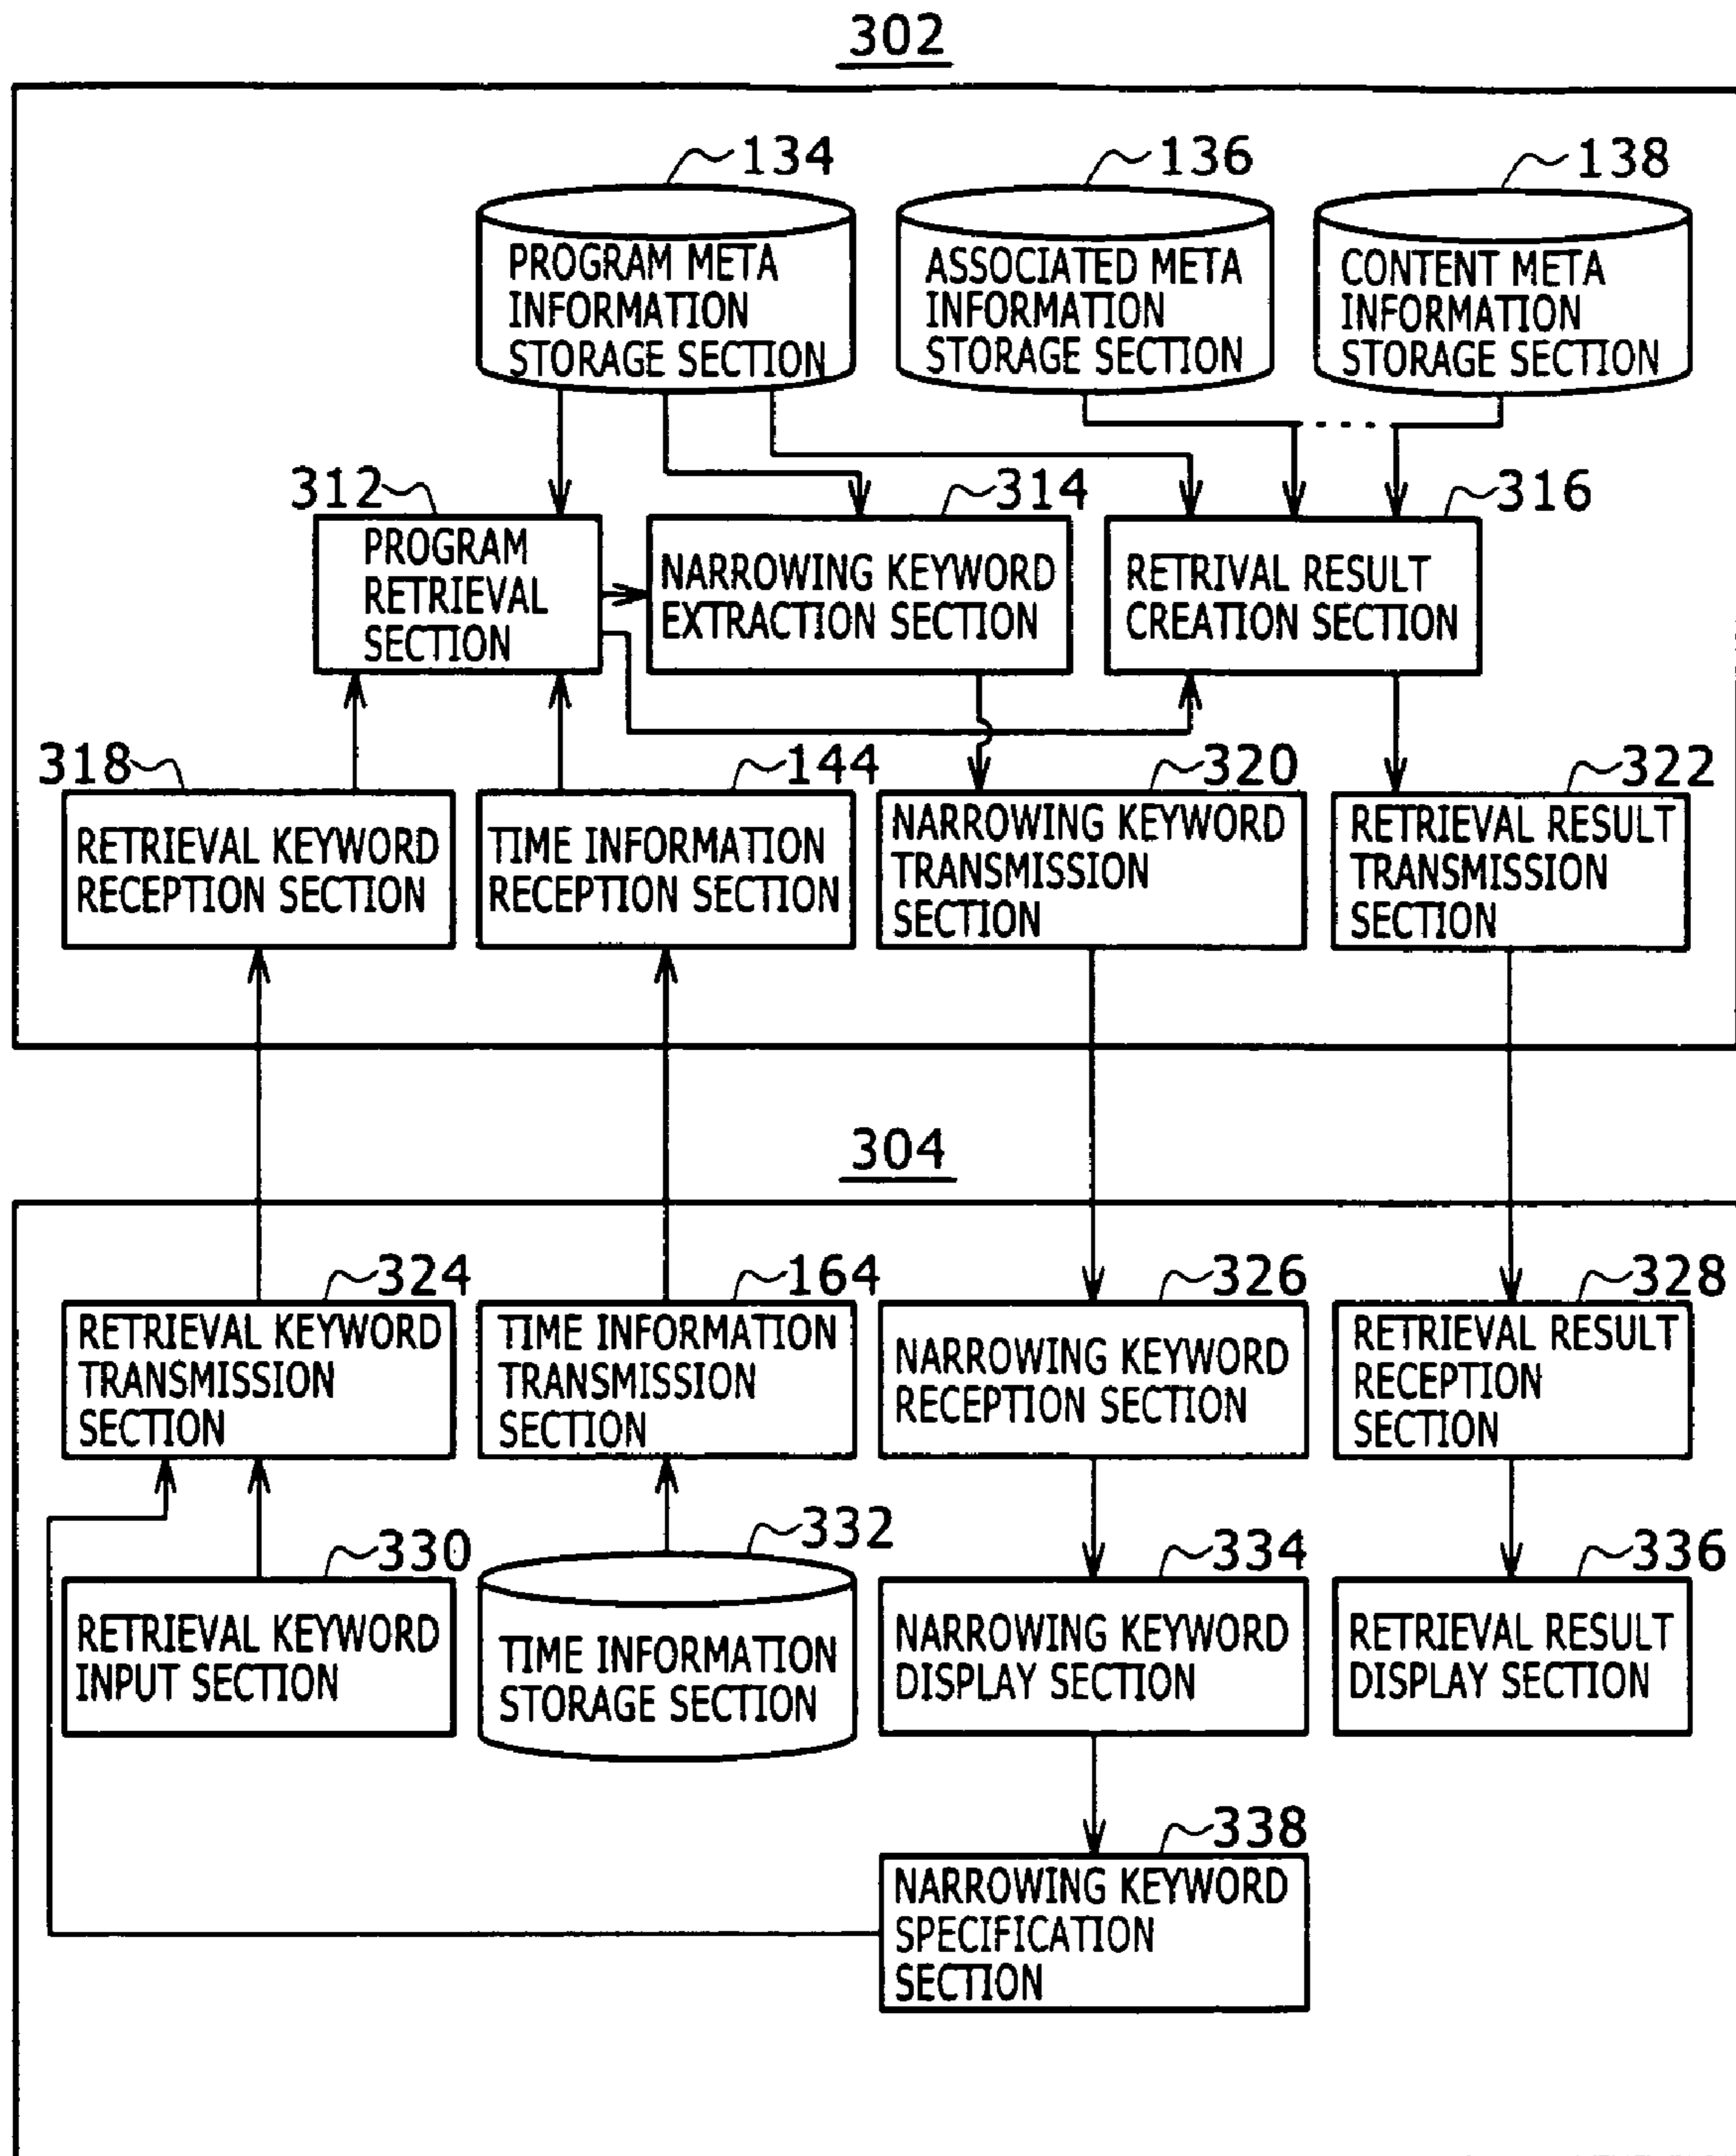 302
134
136
138
PROGRAM META
INFORMATION
STORAGE SECTION
ASSOCIATED META
INFORMATION
STORAGE SECTION
CONTENT META
INFORMATION
STORAGE SECTION
312
314
316
PROGRAM
RETRIEVAL
SECTION
NARROWING KEYWORD
EXTRACTION SECTION
RETRIVAL RESULT
CREATION SECTION
318
144
320
322
RETRIEVAL KEYWORD
RECEPTION SECTION
TIME INFORMATION
RECEPTION SECTION
NARROWING KEYWORD
TRANSMISSION
SECTION
RETRIEVAL RESULT
TRANSMISSION
SECTION
304
324
164
326
328
RETRIEVAL KEYWORD
TRANSMISSION
SECTION
TIME INFORMATION
TRANSMISSION
SECTION
NARROWING KEYWORD
RECEPTION SECTION
RETRIEVAL RESULT
RECEPTION
SECTION
330
332
334
336
RETRIEVAL KEYWORD
INPUT SECTION
TIME INFORMATION
STORAGE SECTION
NARROWING KEYWORD
DISPLAY SECTION
RETRIEVAL RESULT
DISPLAY SECTION
338
NARROWING KEYWORD
SPECIFICATION
SECTION